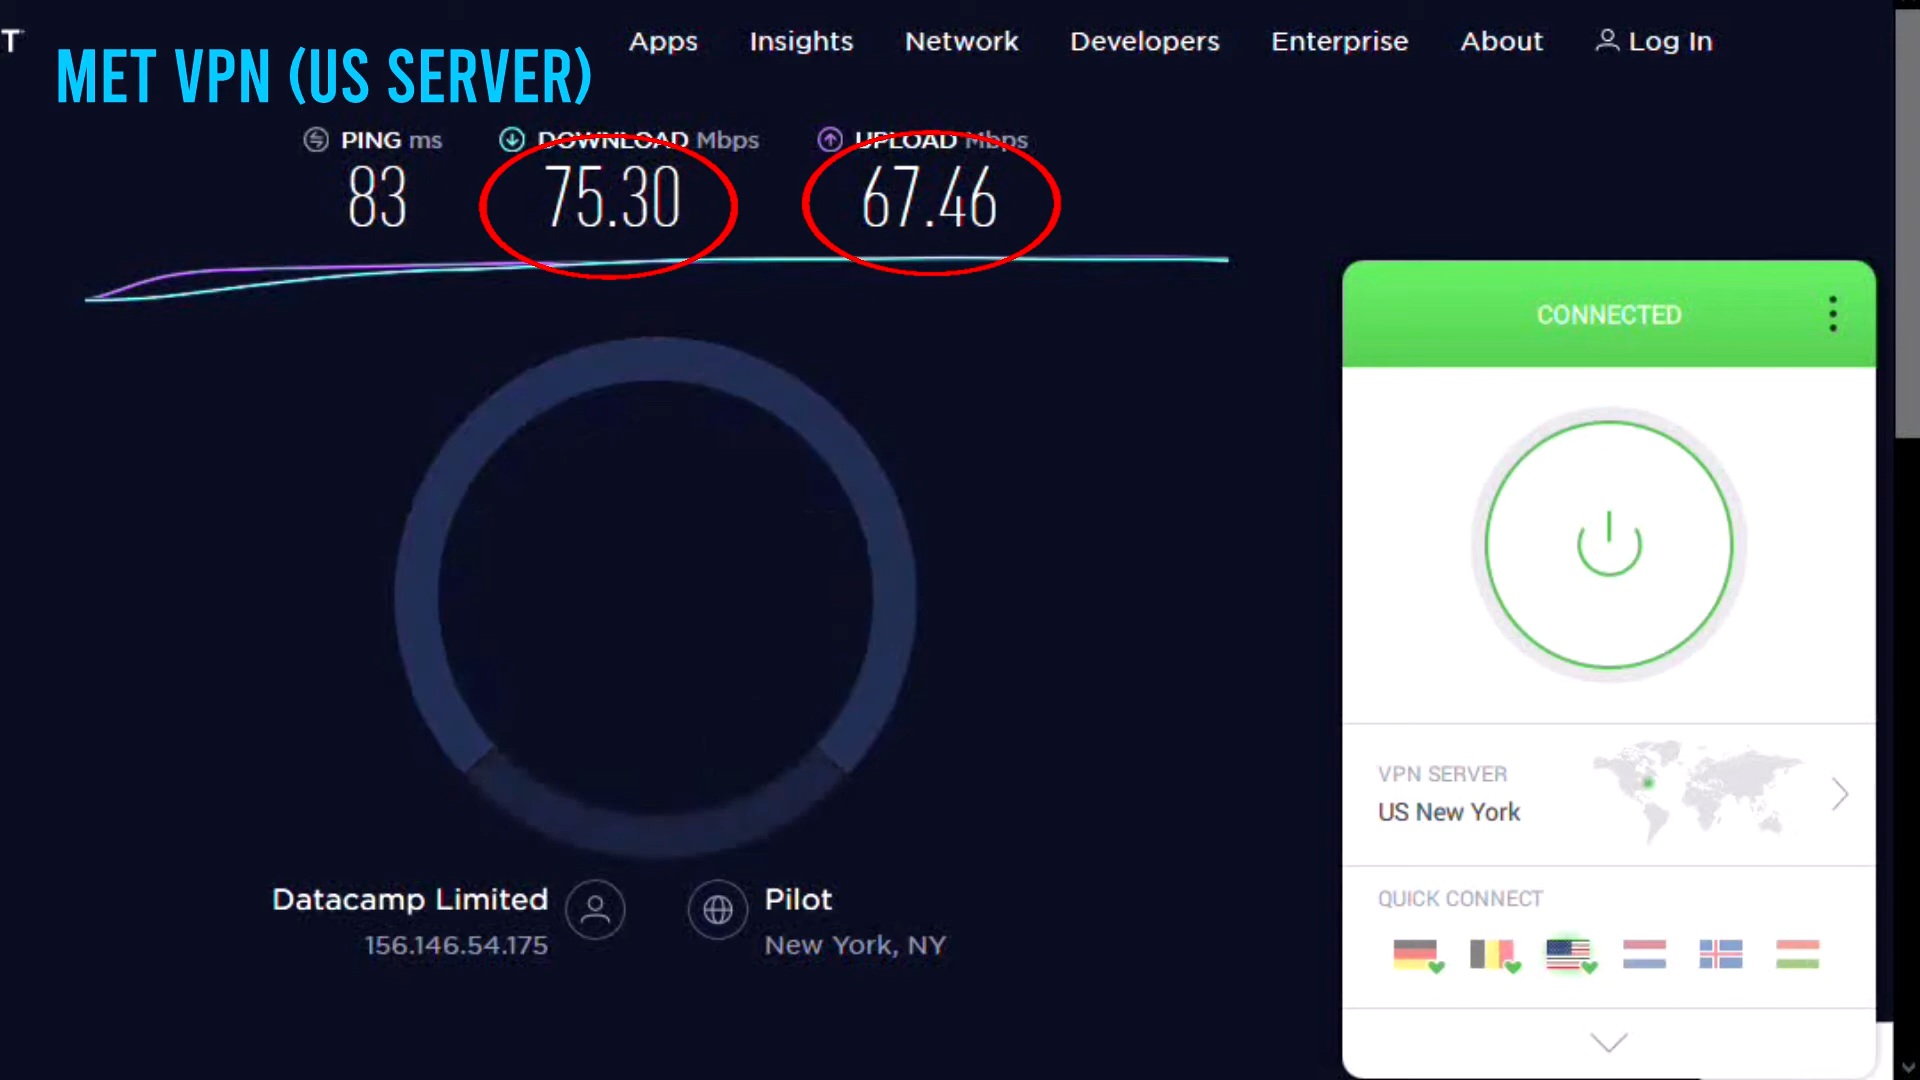 T
MET VPN (US SERVER)
Apps Insights Network Developers Enterprise About Log In
PING ms DOWNLOAD Mbps UPLOAD Mbps
83 75.30 67.46
CONNECTED
VPN SERVER
US New York
QUICK CONNECT
Datacamp Limited
156.146.54.175
Pilot
New York, NY